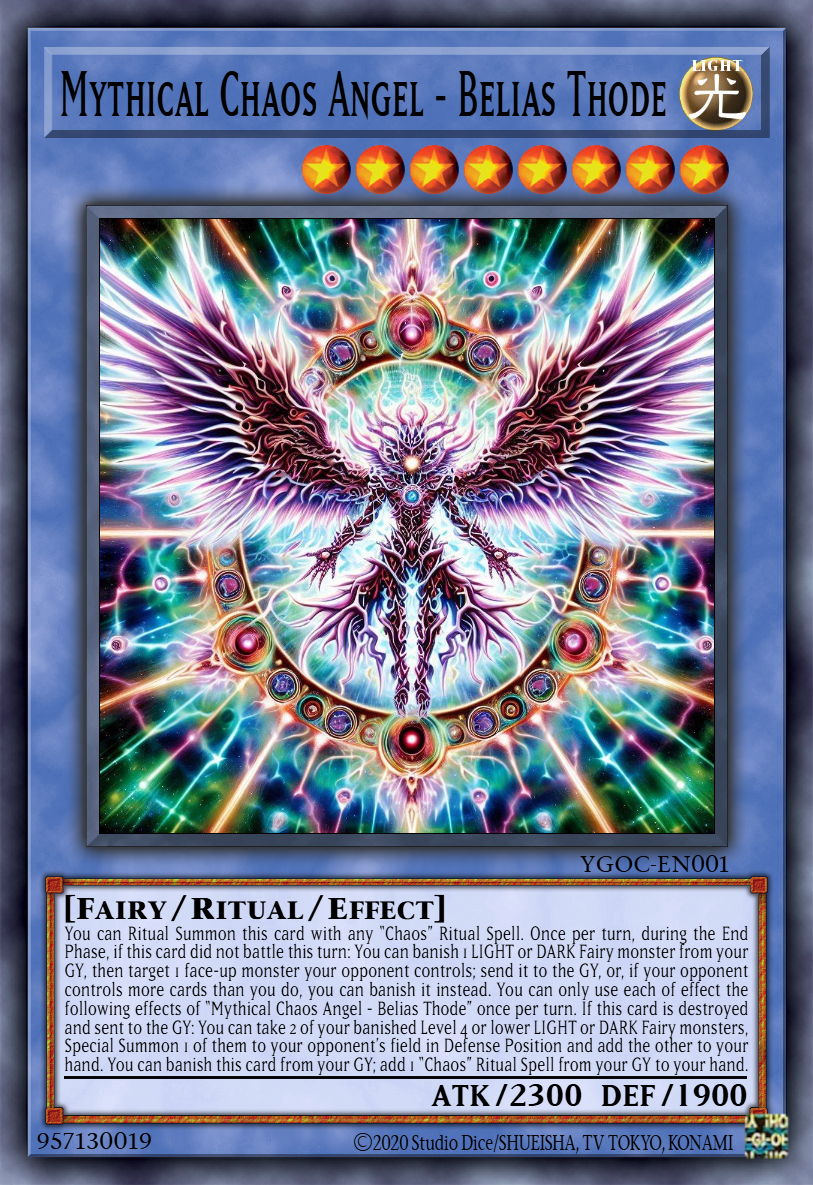 Mythical Chaos Angel - Belias Thode
LIGHT
光
YGOC-EN001
[Fairy/Ritual/Effect]
You can Ritual Summon this card with any "Chaos" Ritual Spell. Once per turn, during the End
Phase, if this card did not battle this turn: You can banish 1 LIGHT or DARK Fairy monster from your
GY, then target 1 face-up monster your opponent controls; send it to the GY, or, if your opponent
controls more cards than you do, you can banish it instead. You can only use each of effect the
following effects of "Mythical Chaos Angel - Belias Thode" once per turn. If this card is destroyed
and sent to the GY: You can take 2 of your banished Level 4 or lower LIGHT or DARK Fairy monsters,
Special Summon 1 of them to your opponent's field in Defense Position and add the other to your
hand. You can banish this card from your GY; add 1 "Chaos" Ritual Spell from your GY to your hand.
ATK/2300 DEF/1900
957130019
©2020 Studio Dice/SHUEISHA, TV TOKYO, KONAMI